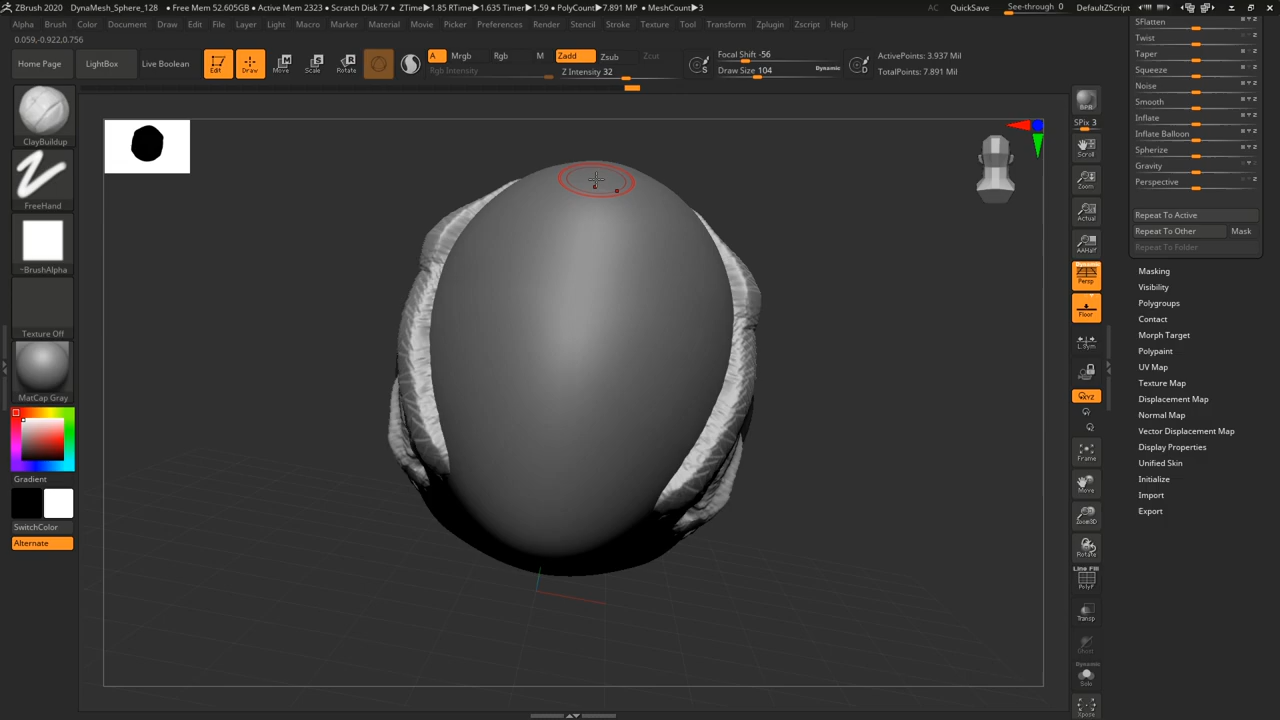 ZBrush 2020 DynaMesh_Sphere_128 • Free Mem 52.605GB • Active Mem 2323 • Scratch Disk 77 • ZTime▶1.85 RTime▶1.635 Timer▶1.59 • PolyCount▶7.891 MP • MeshCount▶3 AC QuickSave See-through 0 DefaultZScript
Alpha Brush Color Document Draw Edit File Layer Light Macro Marker Material Movie Picker Preferences Render Stencil Stroke Texture Tool Transform Zplugin Zscript Help
0.059,-0.922,0.756
Home Page LightBox Live Boolean Edit Draw Move Scale Rotate
A Mrgb Rgb M Zadd Zsub Zcut
Rgb Intensity Z Intensity 32
Focal Shift -56
Draw Size 104 Dynamic
S D
ActivePoints: 3.937 Mil
TotalPoints: 7.891 Mil
ClayBuildup
FreeHand
~BrushAlpha
Texture Off
MatCap Gray
Gradient
SwitchColor
Alternate
BPR
SPix 3
Scroll
Zoom
Actual
AAHalf
Dynamic
Persp
Floor
L.Sym
XYZ
Frame
Move
Zoom3D
Rotate
Line Fill
PolyF
Transp
Ghost
Dynamic
Solo
Xpose
SFlatten
Twist
Taper
Squeeze
Noise
Smooth
Inflate
Inflate Balloon
Spherize
Gravity
Perspective
Repeat To Active
Repeat To Other Mask
Repeat To Folder
Masking
Visibility
Polygroups
Contact
Morph Target
Polypaint
UV Map
Texture Map
Displacement Map
Normal Map
Vector Displacement Map
Display Properties
Unified Skin
Initialize
Import
Export